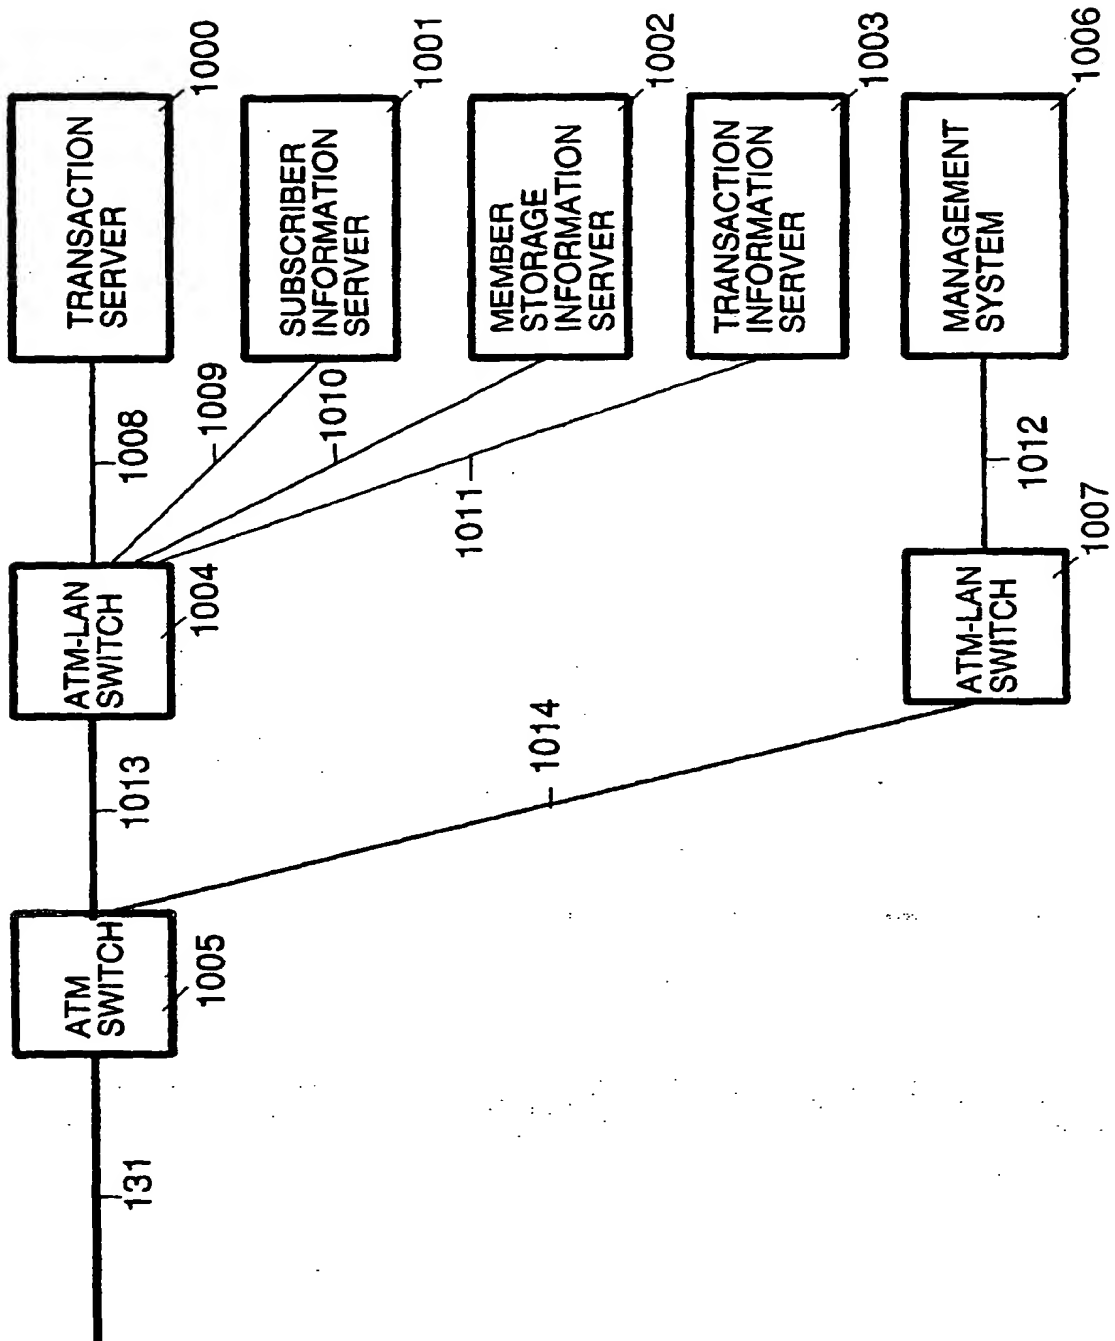 TRANSACTION
SERVER
1000
SUBSCRIBER
INFORMATION
SERVER
1001
MEMBER
STORAGE
INFORMATION
SERVER
1002
TRANSACTION
INFORMATION
SERVER
1003
MANAGEMENT
SYSTEM
1006
1008
1009
1010
1011
1012
ATM-LAN
SWITCH
1004
ATM-LAN
SWITCH
1007
1013
1014
ATM
SWITCH
1005
131